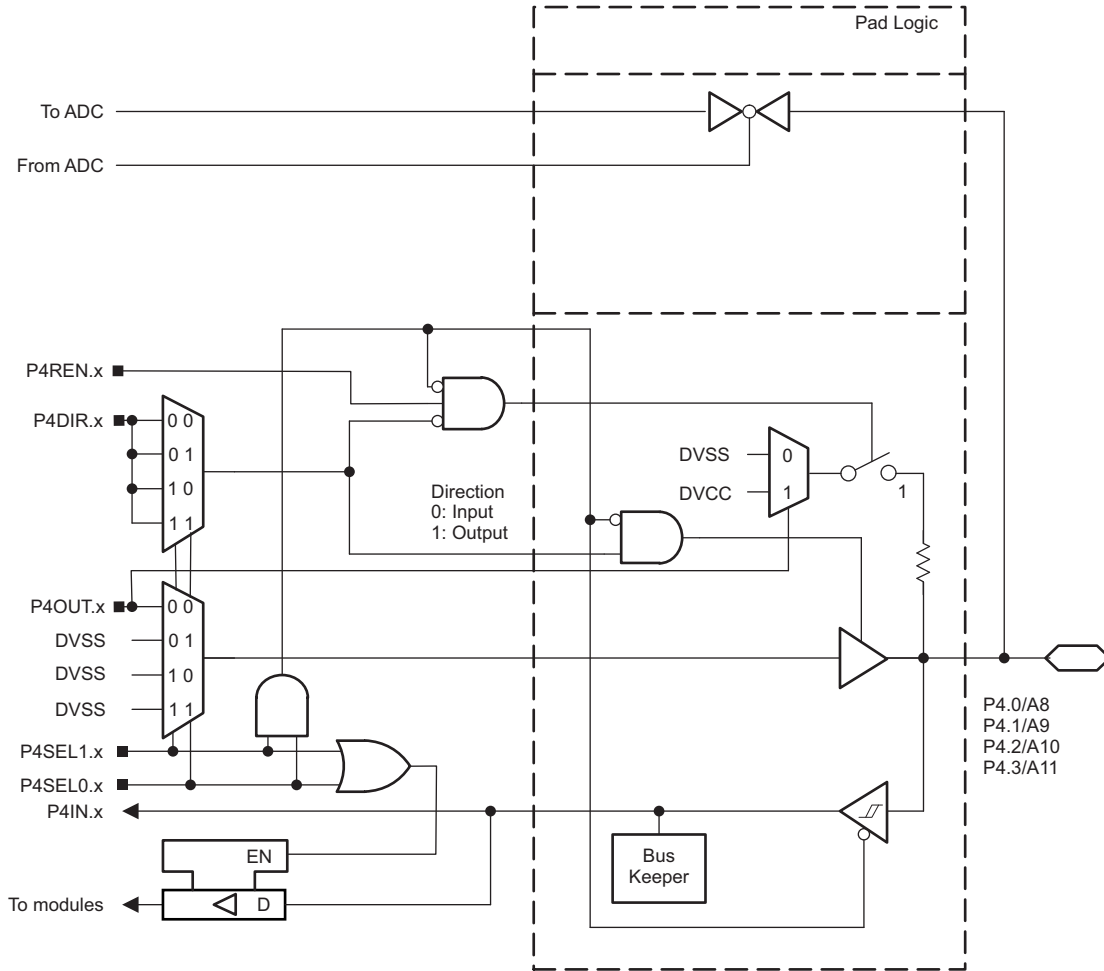 Pad Logic
To ADC
From ADC
P4REN.x
P4DIR.x
0 0
0 1
1 0
1 1
Direction
0: Input
1: Output
DVSS
0
DVCC
1
1
P4OUT.x
0 0
DVSS
0 1
DVSS
1 0
DVSS
1 1
P4.0/A8
P4.1/A9
P4.2/A10
P4.3/A11
P4SEL1.x
P4SEL0.x
P4IN.x
EN
Bus
Keeper
To modules
D